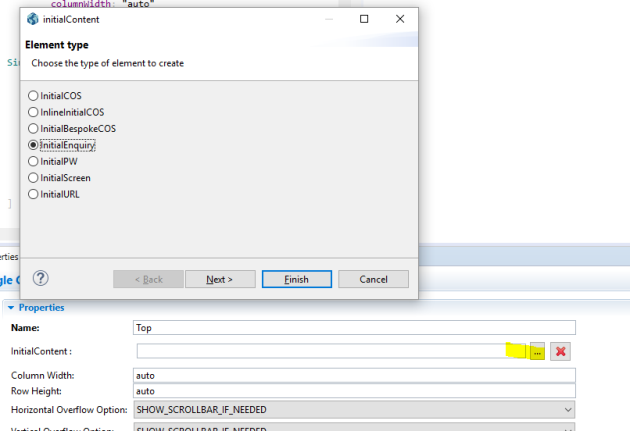 columnWidth: "auto"
initialContent
Element type
Choose the type of element to create
InitialCOS
InlineInitialCOS
InitialBespokeCOS
InitialEnquiry
InitialPW
InitialScreen
InitialURL
]
?
< Back
Next >
Finish
Cancel
Properties
Name:
Top
InitialContent :
...
Column Width:
auto
Row Height:
auto
Horizontal Overflow Option:
SHOW_SCROLLBAR_IF_NEEDED
Vertical Overflow Option:
SHOW_SCROLLBAR_IF_NEEDED